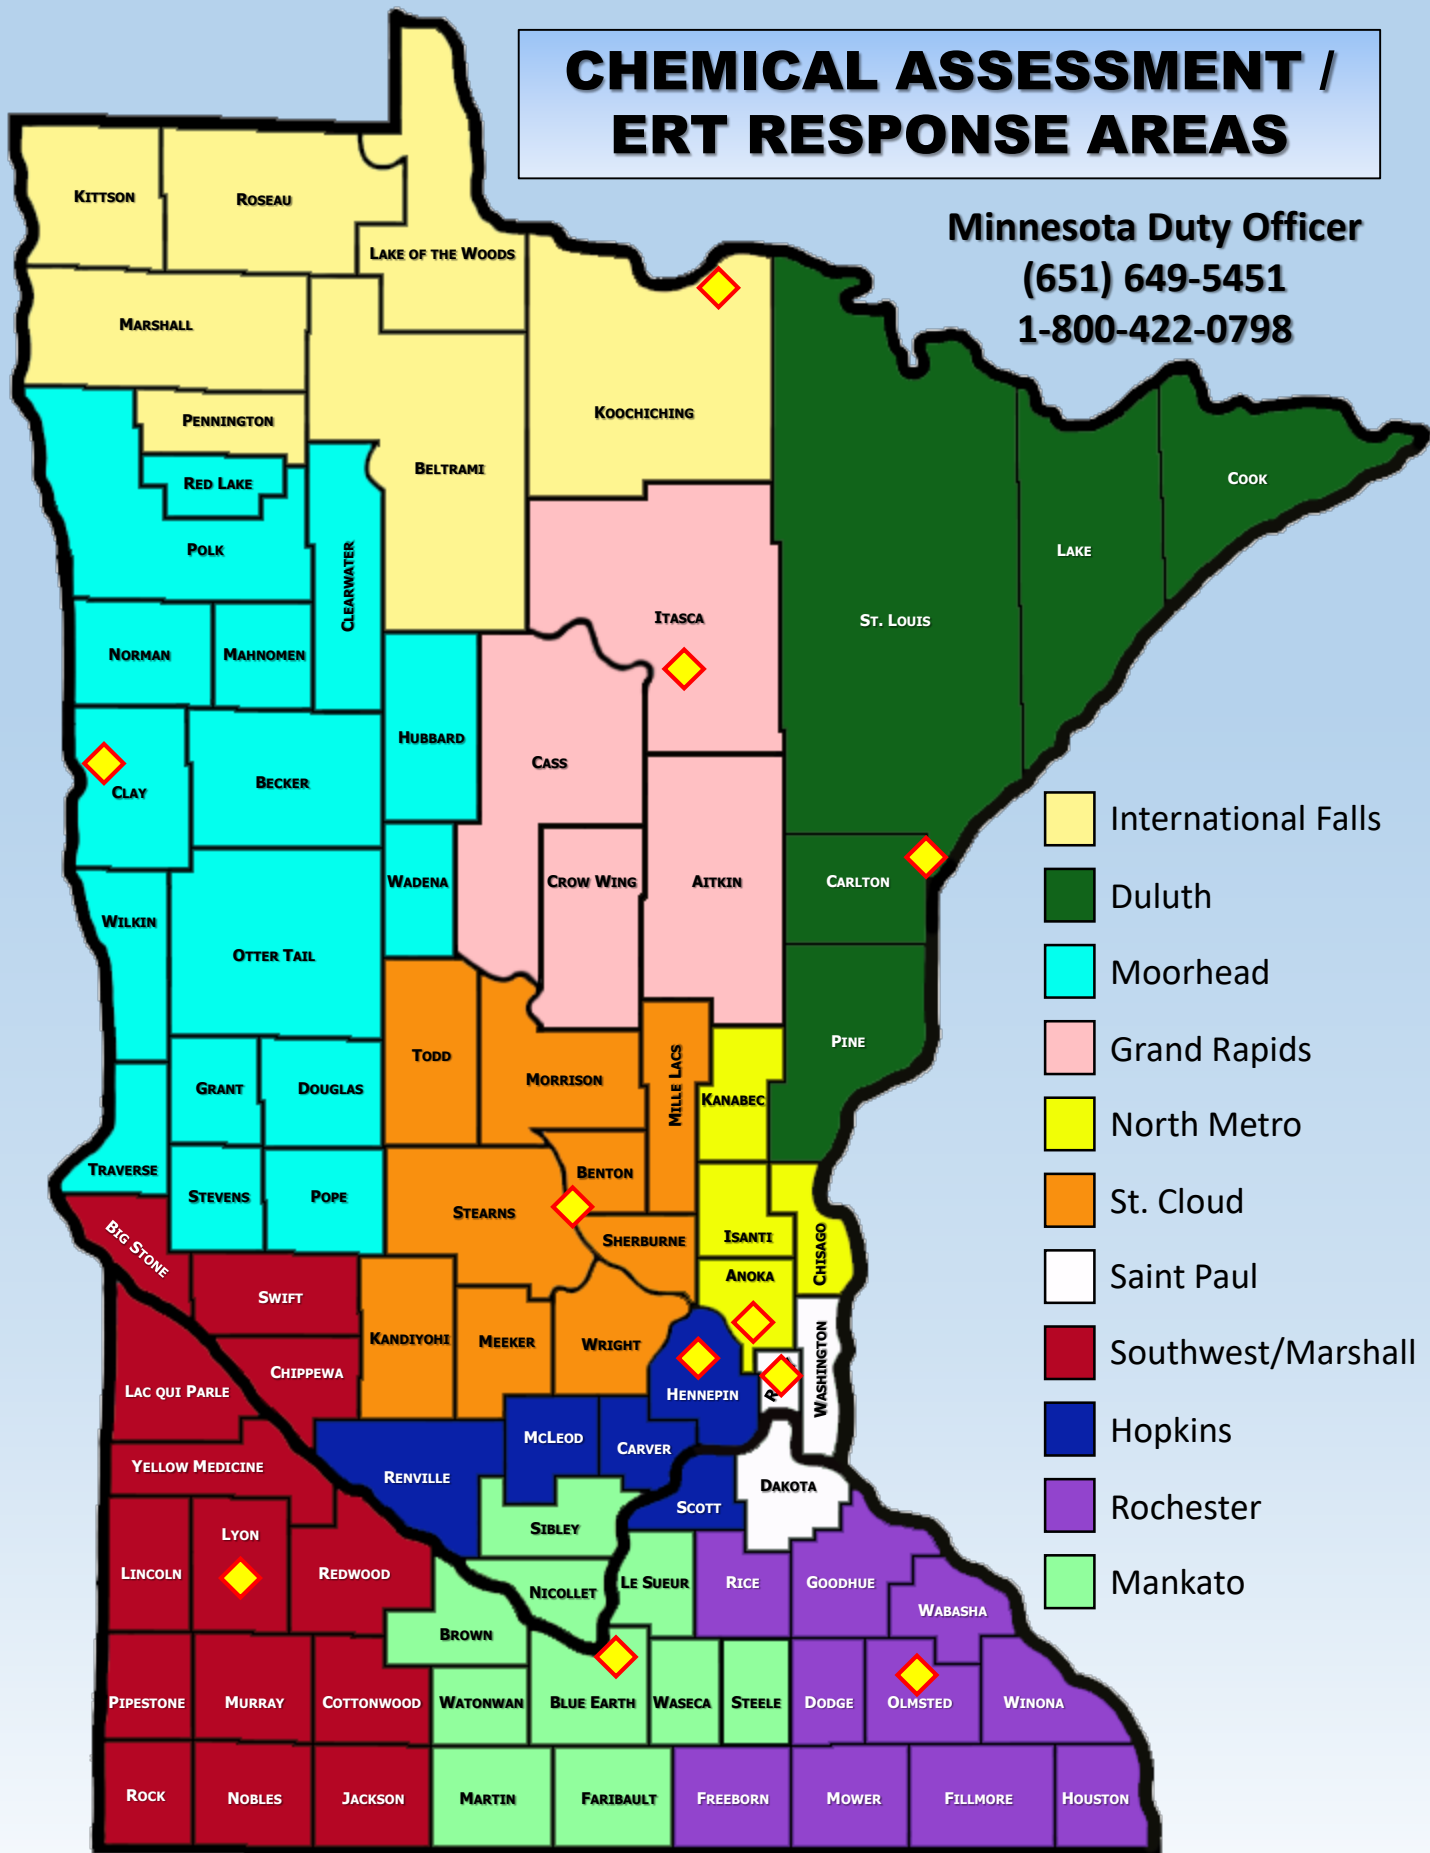 CHEMICAL ASSESSMENT /
ERT RESPONSE AREAS
Minnesota Duty Officer
(651) 649-5451
1-800-422-0798
KITTSON
ROSEAU
LAKE OF THE WOODS
MARSHALL
KOOCHICHING
PENNINGTON
BELTRAMI
RED LAKE
COOK
POLK
CLEARWATER
LAKE
ITASCA
ST. LOUIS
NORMAN
MAHNOMEN
HUBBARD
CASS
CLAY
BECKER
WADENA
CROW WING
AITKIN
CARLTON
WILKIN
OTTER TAIL
PINE
TODD
MORRISON
MILLE LACS
KANABEC
GRANT
DOUGLAS
TRAVERSE
STEVENS
POPE
BENTON
STEARNS
SHERBURNE
ISANTI
CHISAGO
BIG STONE
ANOKA
SWIFT
KANDIYOHI
MEEKER
WRIGHT
WASHINGTON
CHIPPEWA
LAC QUI PARLE
HENNEPIN
YELLOW MEDICINE
RENVILLE
MCLEOD
CARVER
DAKOTA
SCOTT
LYON
SIBLEY
LINCOLN
REDWOOD
NICOLLET
LE SUEUR
RICE
GOODHUE
WABASHA
BROWN
PIPESTONE
MURRAY
COTTONWOOD
WATONWAN
BLUE EARTH
WASECA
STEELE
DODGE
OLMSTED
WINONA
ROCK
NOBLES
JACKSON
MARTIN
FARIBAULT
FREEBORN
MOWER
FILLMORE
HOUSTON
International Falls
Duluth
Moorhead
Grand Rapids
North Metro
St. Cloud
Saint Paul
Southwest/Marshall
Hopkins
Rochester
Mankato